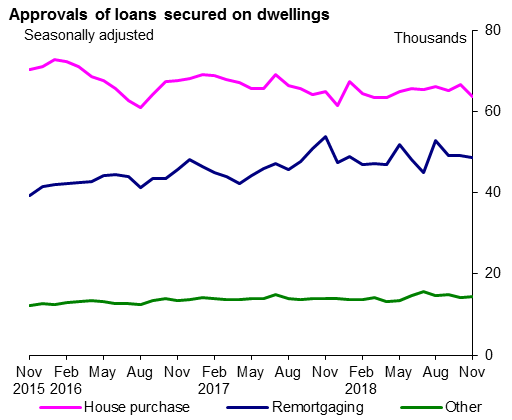 Approvals of loans secured on dwellings
Seasonally adjusted
Thousands
80
60
40
20
0
Nov Feb May Aug Nov Feb May Aug Nov Feb May Aug Nov
2015 2016 2017 2018
House purchase Remortgaging Other